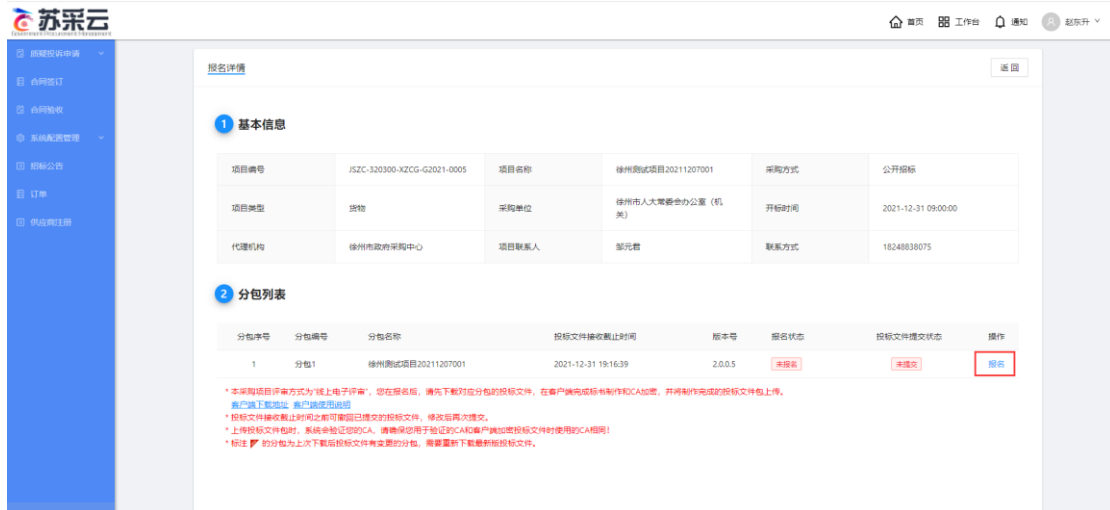 苏采云
Government Procurement Management
首页 工作台 通知 赵东升
质疑投诉申请
合同签订
合同验收
系统配置管理
招标公告
订单
供应商注册
报名详情 返回
1 基本信息
项目编号 JSZC-320300-XZCG-G2021-0005 项目名称 徐州测试项目20211207001 采购方式 公开招标
项目类型 货物 采购单位 徐州市人大常委会办公室（机关） 开标时间 2021-12-31 09:00:00
代理机构 徐州市政府采购中心 项目联系人 邹元君 联系方式 18248838075
2 分包列表
分包序号 分包编号 分包名称 投标文件接收截止时间 版本号 报名状态 投标文件提交状态 操作
1 分包1 徐州测试项目20211207001 2021-12-31 19:16:39 2.0.0.5 未报名 未提交 报名
* 本采购项目评审方式为"线上电子评审"，您在报名后，请先下载对应分包的投标文件，在客户端完成标书制作和CA加密，并将制作完成的投标文件包上传。
客户端下载地址 客户端使用说明
* 投标文件接收截止时间之前可撤回已提交的投标文件，修改后再次提交。
* 上传投标文件包时，系统会验证您的CA，请确保您用于验证的CA和客户端加密投标文件时使用的CA相同！
* 标注 的分包为上次下载后投标文件有变更的分包，需要重新下载最新版投标文件。